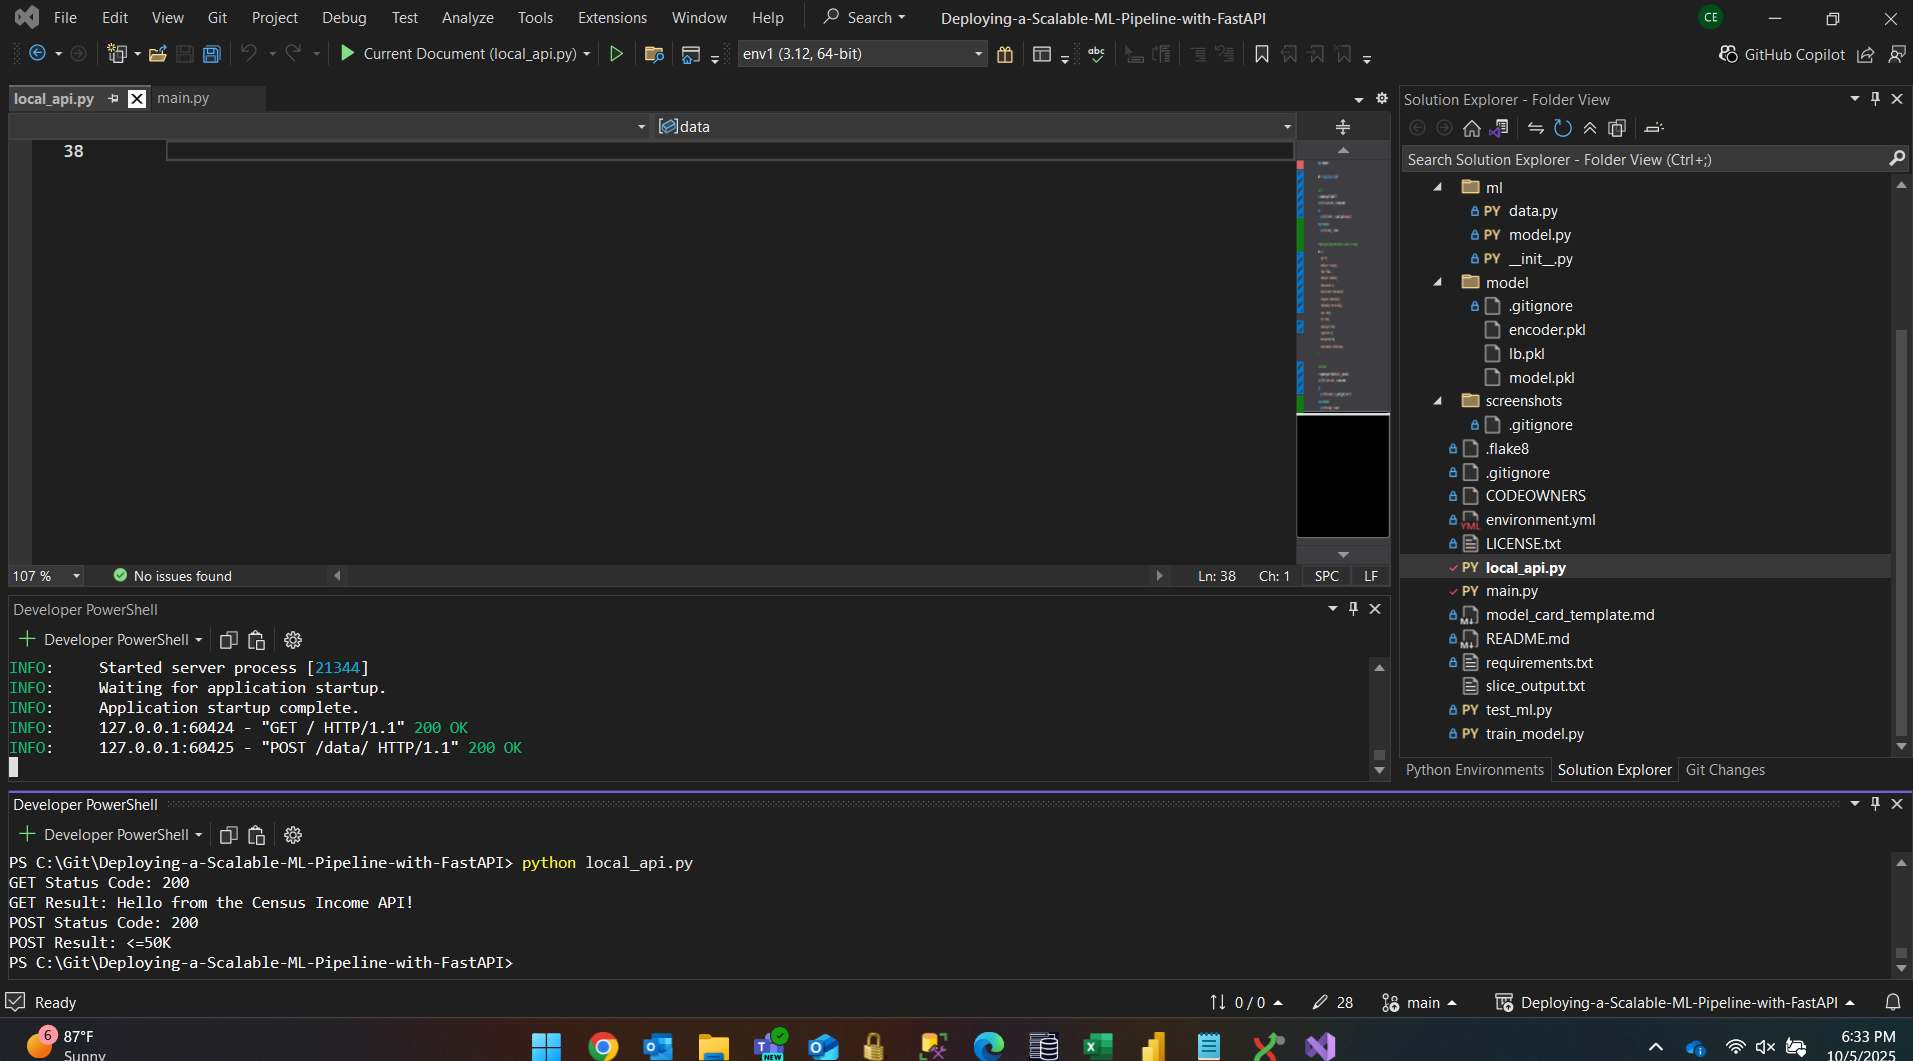 File Edit View Git Project Debug Test Analyze Tools Extensions Window Help Search Deploying-a-Scalable-ML-Pipeline-with-FastAPI CE
Current Document (local_api.py) env1 (3.12, 64-bit) abc GitHub Copilot
local_api.py main.py
data
38
107 % No issues found Ln: 38 Ch: 1 SPC LF
Developer PowerShell
Developer PowerShell
INFO: Started server process [21344]
INFO: Waiting for application startup.
INFO: Application startup complete.
INFO: 127.0.0.1:60424 - "GET / HTTP/1.1" 200 OK
INFO: 127.0.0.1:60425 - "POST /data/ HTTP/1.1" 200 OK
Solution Explorer - Folder View
Search Solution Explorer - Folder View (Ctrl+;)
ml
PY data.py
PY model.py
PY __init__.py
model
.gitignore
encoder.pkl
lb.pkl
model.pkl
screenshots
.gitignore
.flake8
.gitignore
CODEOWNERS
YML environment.yml
LICENSE.txt
PY local_api.py
PY main.py
M↓ model_card_template.md
M↓ README.md
requirements.txt
slice_output.txt
PY test_ml.py
PY train_model.py
Python Environments Solution Explorer Git Changes
Developer PowerShell
Developer PowerShell
PS C:\Git\Deploying-a-Scalable-ML-Pipeline-with-FastAPI> python local_api.py
GET Status Code: 200
GET Result: Hello from the Census Income API!
POST Status Code: 200
POST Result: <=50K
PS C:\Git\Deploying-a-Scalable-ML-Pipeline-with-FastAPI>
Ready 0 / 0 28 main Deploying-a-Scalable-ML-Pipeline-with-FastAPI
6 87°F
Sunny
NEW
6:33 PM
10/5/2025